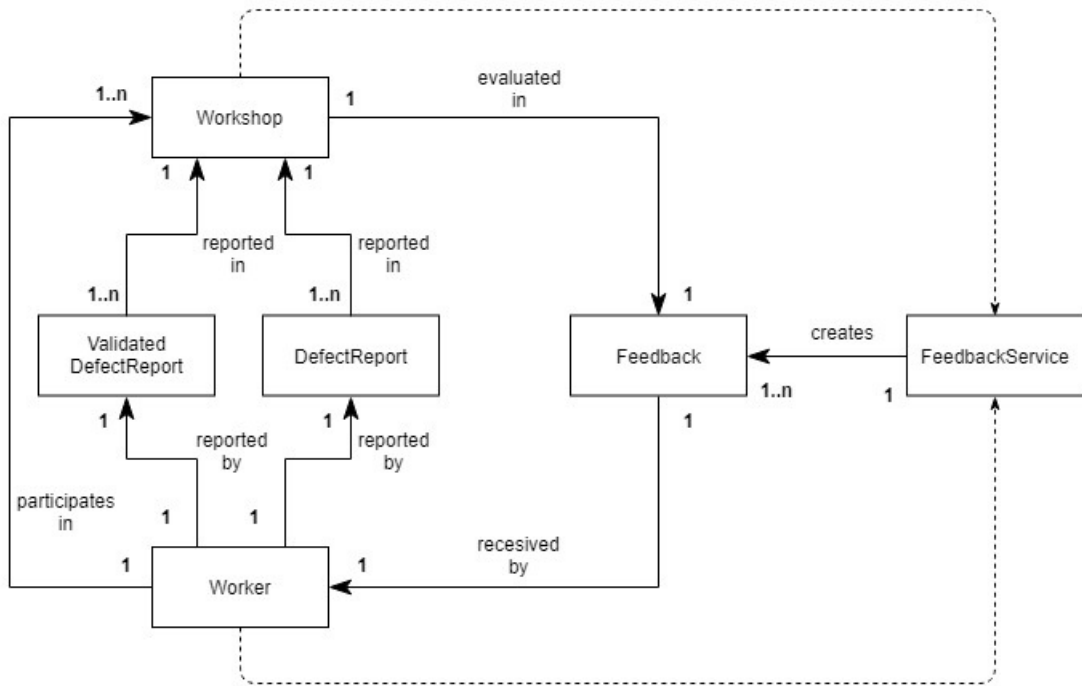 evaluated
in
1..n
1
Workshop
1
1
reported
in
reported
in
1..n
1..n
1
Validated
DefectReport
DefectReport
Feedback
creates
FeedbackService
1..n
1
1
1
1
reported
by
reported
by
participates
in
1
1
recesived
by
1
1
Worker